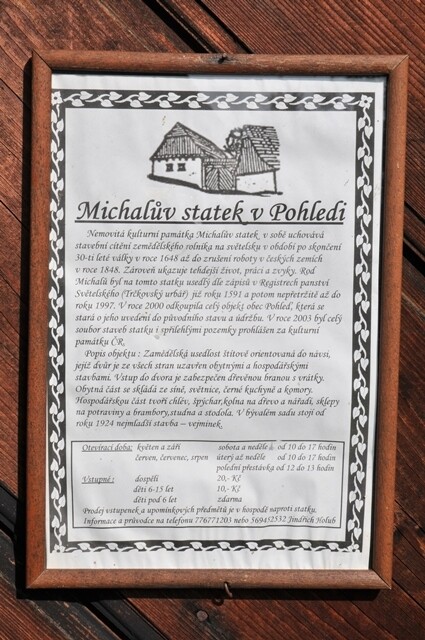 Michalův statek v Pohledi
Nemovitá kulturní památka Michalův statek v sobě uchovává
stavební cítění zemědělského rolníka na světelsku v období po skončení
30-ti leté války v roce 1648 až do zrušení roboty v českých zemích
v roce 1848. Zároveň ukazuje tehdejší život, práci a zvyky. Rod
Michalů byl na tomto statku usedlý dle zápisů v Registrech panství
Světelského (Trčkovský urbář) již roku 1591 a potom nepřetržitě až do
roku 1997. V roce 2000 odkoupila celý objekt obec Pohleď, která se
stará o jeho uvedení do původního stavu a údržbu. V roce 2003 byl celý
soubor staveb statku i s přilehlými pozemky prohlášen za kulturní
památku ČR.
Popis objektu : Zemědělská usedlost štítově orientovaná do návsi,
jejíž dvůr je ze všech stran uzavřen obytnými a hospodářskými
stavbami. Vstup do dvora je zabezpečen dřevěnou branou s vrátky.
Obytná část se skládá ze síně, světnice, černé kuchyně a komory.
Hospodářskou část tvoří chlév, špýchar,kolna na dřevo a nářadí, sklepy
na potraviny a brambory,studna a stodola. V bývalém sadu stojí od
roku 1924 nejmladší stavba – vejminek.
Otevírací doba: květen a září sobota a neděle od 10 do 17 hodin
červen, červenec, srpen úterý až neděle od 10 do 17 hodin
polední přestávka od 12 do 13 hodin
Vstupné : dospělí 20,- Kč
děti 6-15 let 10,- Kč
děti pod 6 let zdarma
Prodej vstupenek a upomínkových předmětů je v hospodě naproti statku.
Informace a průvodce na telefonu 776771203 nebo 569452532 Jindřich Holub